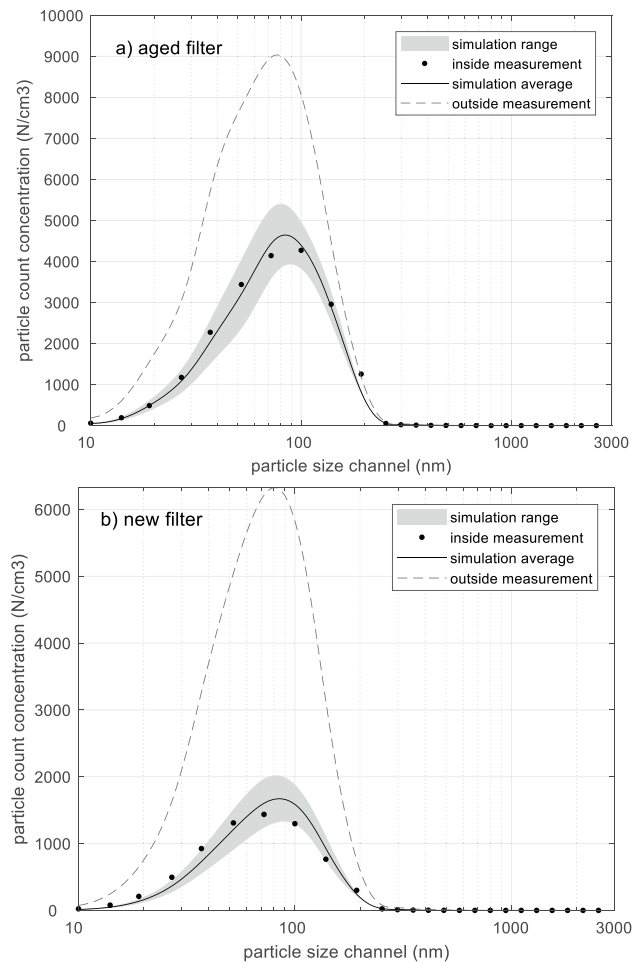 a) aged filter
simulation range
inside measurement
simulation average
outside measurement
10000
9000
8000
7000
6000
5000
4000
3000
2000
1000
0
particle count concentration (N/cm3)
10
100
1000
3000
particle size channel (nm)
b) new filter
simulation range
inside measurement
simulation average
outside measurement
6000
5000
4000
3000
2000
1000
0
particle count concentration (N/cm3)
10
100
1000
3000
particle size channel (nm)